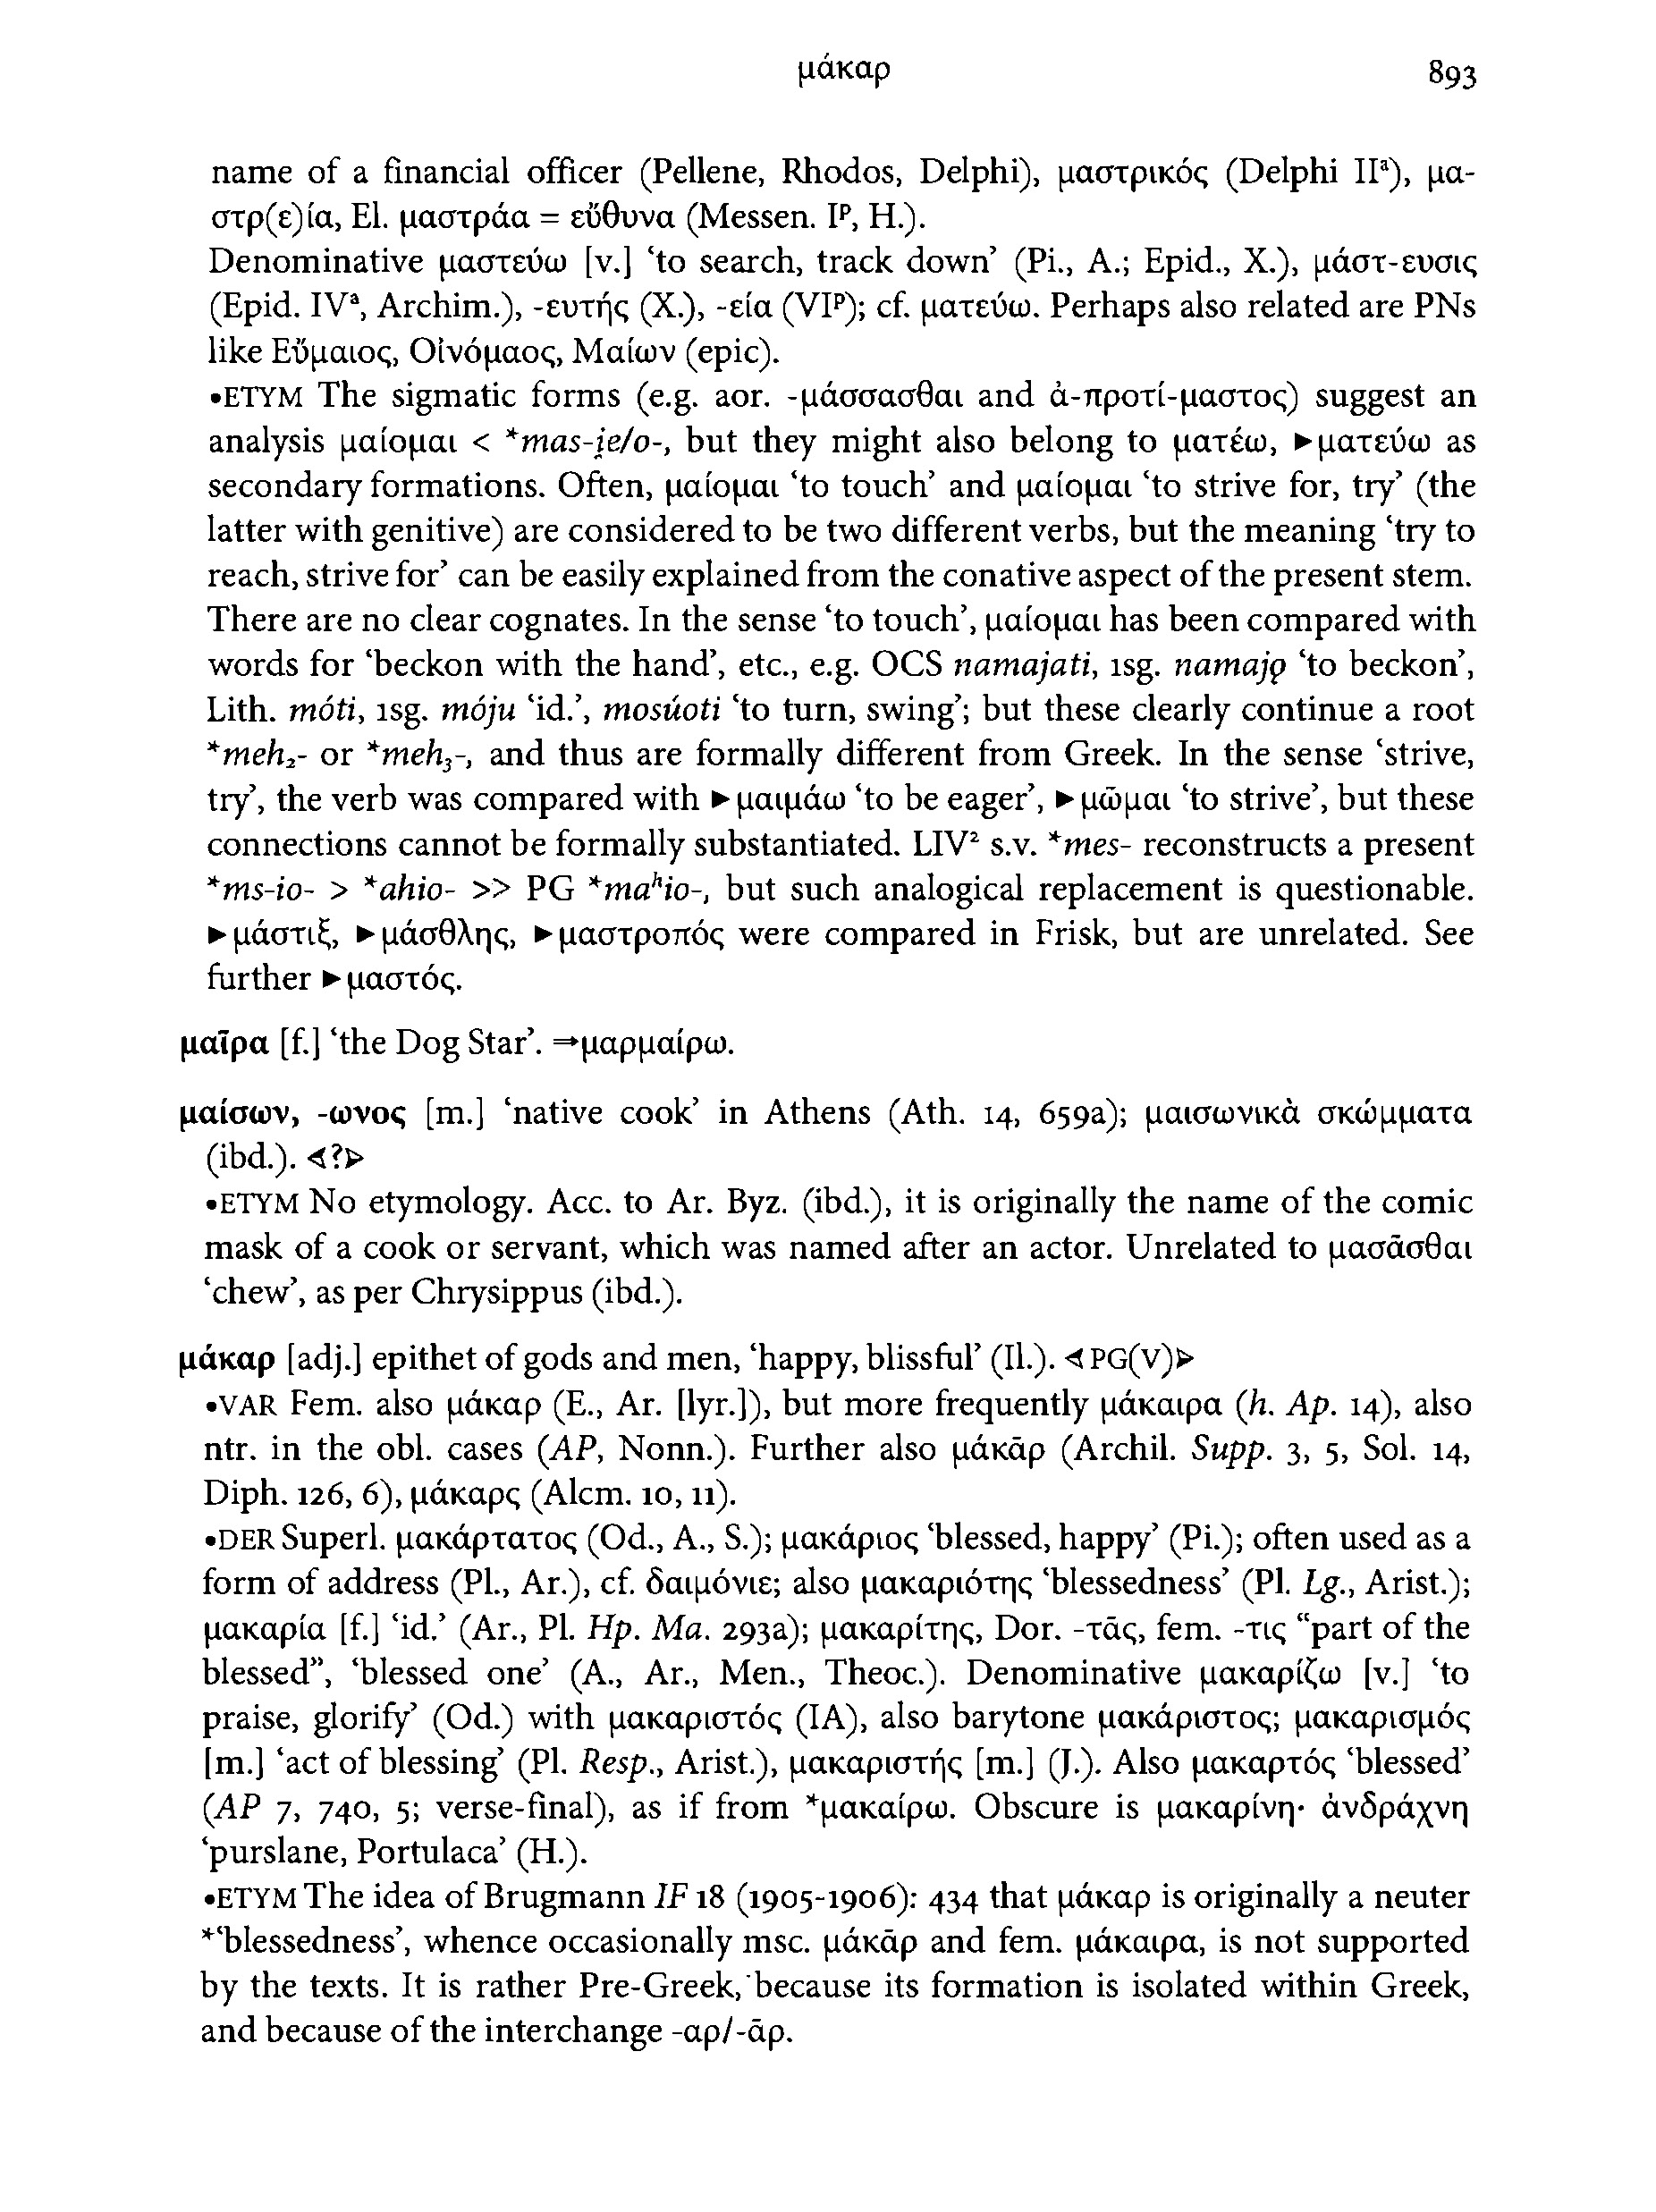 μάκαρ 893
name of a financial officer (Pellene, Rhodos, Delphi), μαστρικός (Delphi IIᵃ), μα-
στρ(ε)ία, El. μαστράα = εὔθυνα (Messen. Iᵖ, H.).
Denominative μαστεύω [v.] ‘to search, track down’ (Pi., A.; Epid., X.), μάστ-ευσις
(Epid. IVᵃ, Archim.), -ευτής (X.), -εία (VIᵖ); cf. ματεύω. Perhaps also related are PNs
like Εὔμαιος, Οἰνόμαος, Μαίων (epic).
•ETYM The sigmatic forms (e.g. aor. -μάσσασθαι and ἀ-προτί-μαστος) suggest an
analysis μαίομαι < *mas-i̯e/o-, but they might also belong to ματέω, ►ματεύω as
secondary formations. Often, μαίομαι ‘to touch’ and μαίομαι ‘to strive for, try’ (the
latter with genitive) are considered to be two different verbs, but the meaning ‘try to
reach, strive for’ can be easily explained from the conative aspect of the present stem.
There are no clear cognates. In the sense ‘to touch’, μαίομαι has been compared with
words for ‘beckon with the hand’, etc., e.g. OCS namajati, 1sg. namajǫ ‘to beckon’,
Lith. móti, 1sg. móju ‘id.’, mosúoti ‘to turn, swing’; but these clearly continue a root
*meh₂- or *meh₃-, and thus are formally different from Greek. In the sense ‘strive,
try’, the verb was compared with ►μαιμάω ‘to be eager’, ►μῶμαι ‘to strive’, but these
connections cannot be formally substantiated. LIV² s.v. *mes- reconstructs a present
*ms-io- > *ahio- >> PG *maʰio-, but such analogical replacement is questionable.
►μάστιξ, ►μάσθλης, ►μαστροπός were compared in Frisk, but are unrelated. See
further ►μαστός.
μαῖρα [f.] ‘the Dog Star’. ⇒μαρμαίρω.
μαίσων, -ωνος [m.] ‘native cook’ in Athens (Ath. 14, 659a); μαισωνικὰ σκώμματα
(ibd.). ◁?▷
•ETYM No etymology. Acc. to Ar. Byz. (ibd.), it is originally the name of the comic
mask of a cook or servant, which was named after an actor. Unrelated to μασᾶσθαι
‘chew’, as per Chrysippus (ibd.).
μάκαρ [adj.] epithet of gods and men, ‘happy, blissful’ (Il.). ◁PG(V)▷
•VAR Fem. also μάκαρ (E., Ar. [lyr.]), but more frequently μάκαιρα (h. Ap. 14), also
ntr. in the obl. cases (AP, Nonn.). Further also μάκᾱρ (Archil. Supp. 3, 5, Sol. 14,
Diph. 126, 6), μάκαρς (Alcm. 10, 11).
•DER Superl. μακάρτατος (Od., A., S.); μακάριος ‘blessed, happy’ (Pi.); often used as a
form of address (Pl., Ar.), cf. δαιμόνιε; also μακαριότης ‘blessedness’ (Pl. Lg., Arist.);
μακαρία [f.] ‘id.’ (Ar., Pl. Hp. Ma. 293a); μακαρίτης, Dor. -τᾱς, fem. -τις “part of the
blessed”, ‘blessed one’ (A., Ar., Men., Theoc.). Denominative μακαρίζω [v.] ‘to
praise, glorify’ (Od.) with μακαριστός (IA), also barytone μακάριστος; μακαρισμός
[m.] ‘act of blessing’ (Pl. Resp., Arist.), μακαριστής [m.] (J.). Also μακαρτός ‘blessed’
(AP 7, 740, 5; verse-final), as if from *μακαίρω. Obscure is μακαρίνη· ἀνδράχνη
‘purslane, Portulaca’ (H.).
•ETYM The idea of Brugmann IF 18 (1905-1906): 434 that μάκαρ is originally a neuter
*‘blessedness’, whence occasionally msc. μάκᾱρ and fem. μάκαιρα, is not supported
by the texts. It is rather Pre-Greek, because its formation is isolated within Greek,
and because of the interchange -αρ/-ᾱρ.